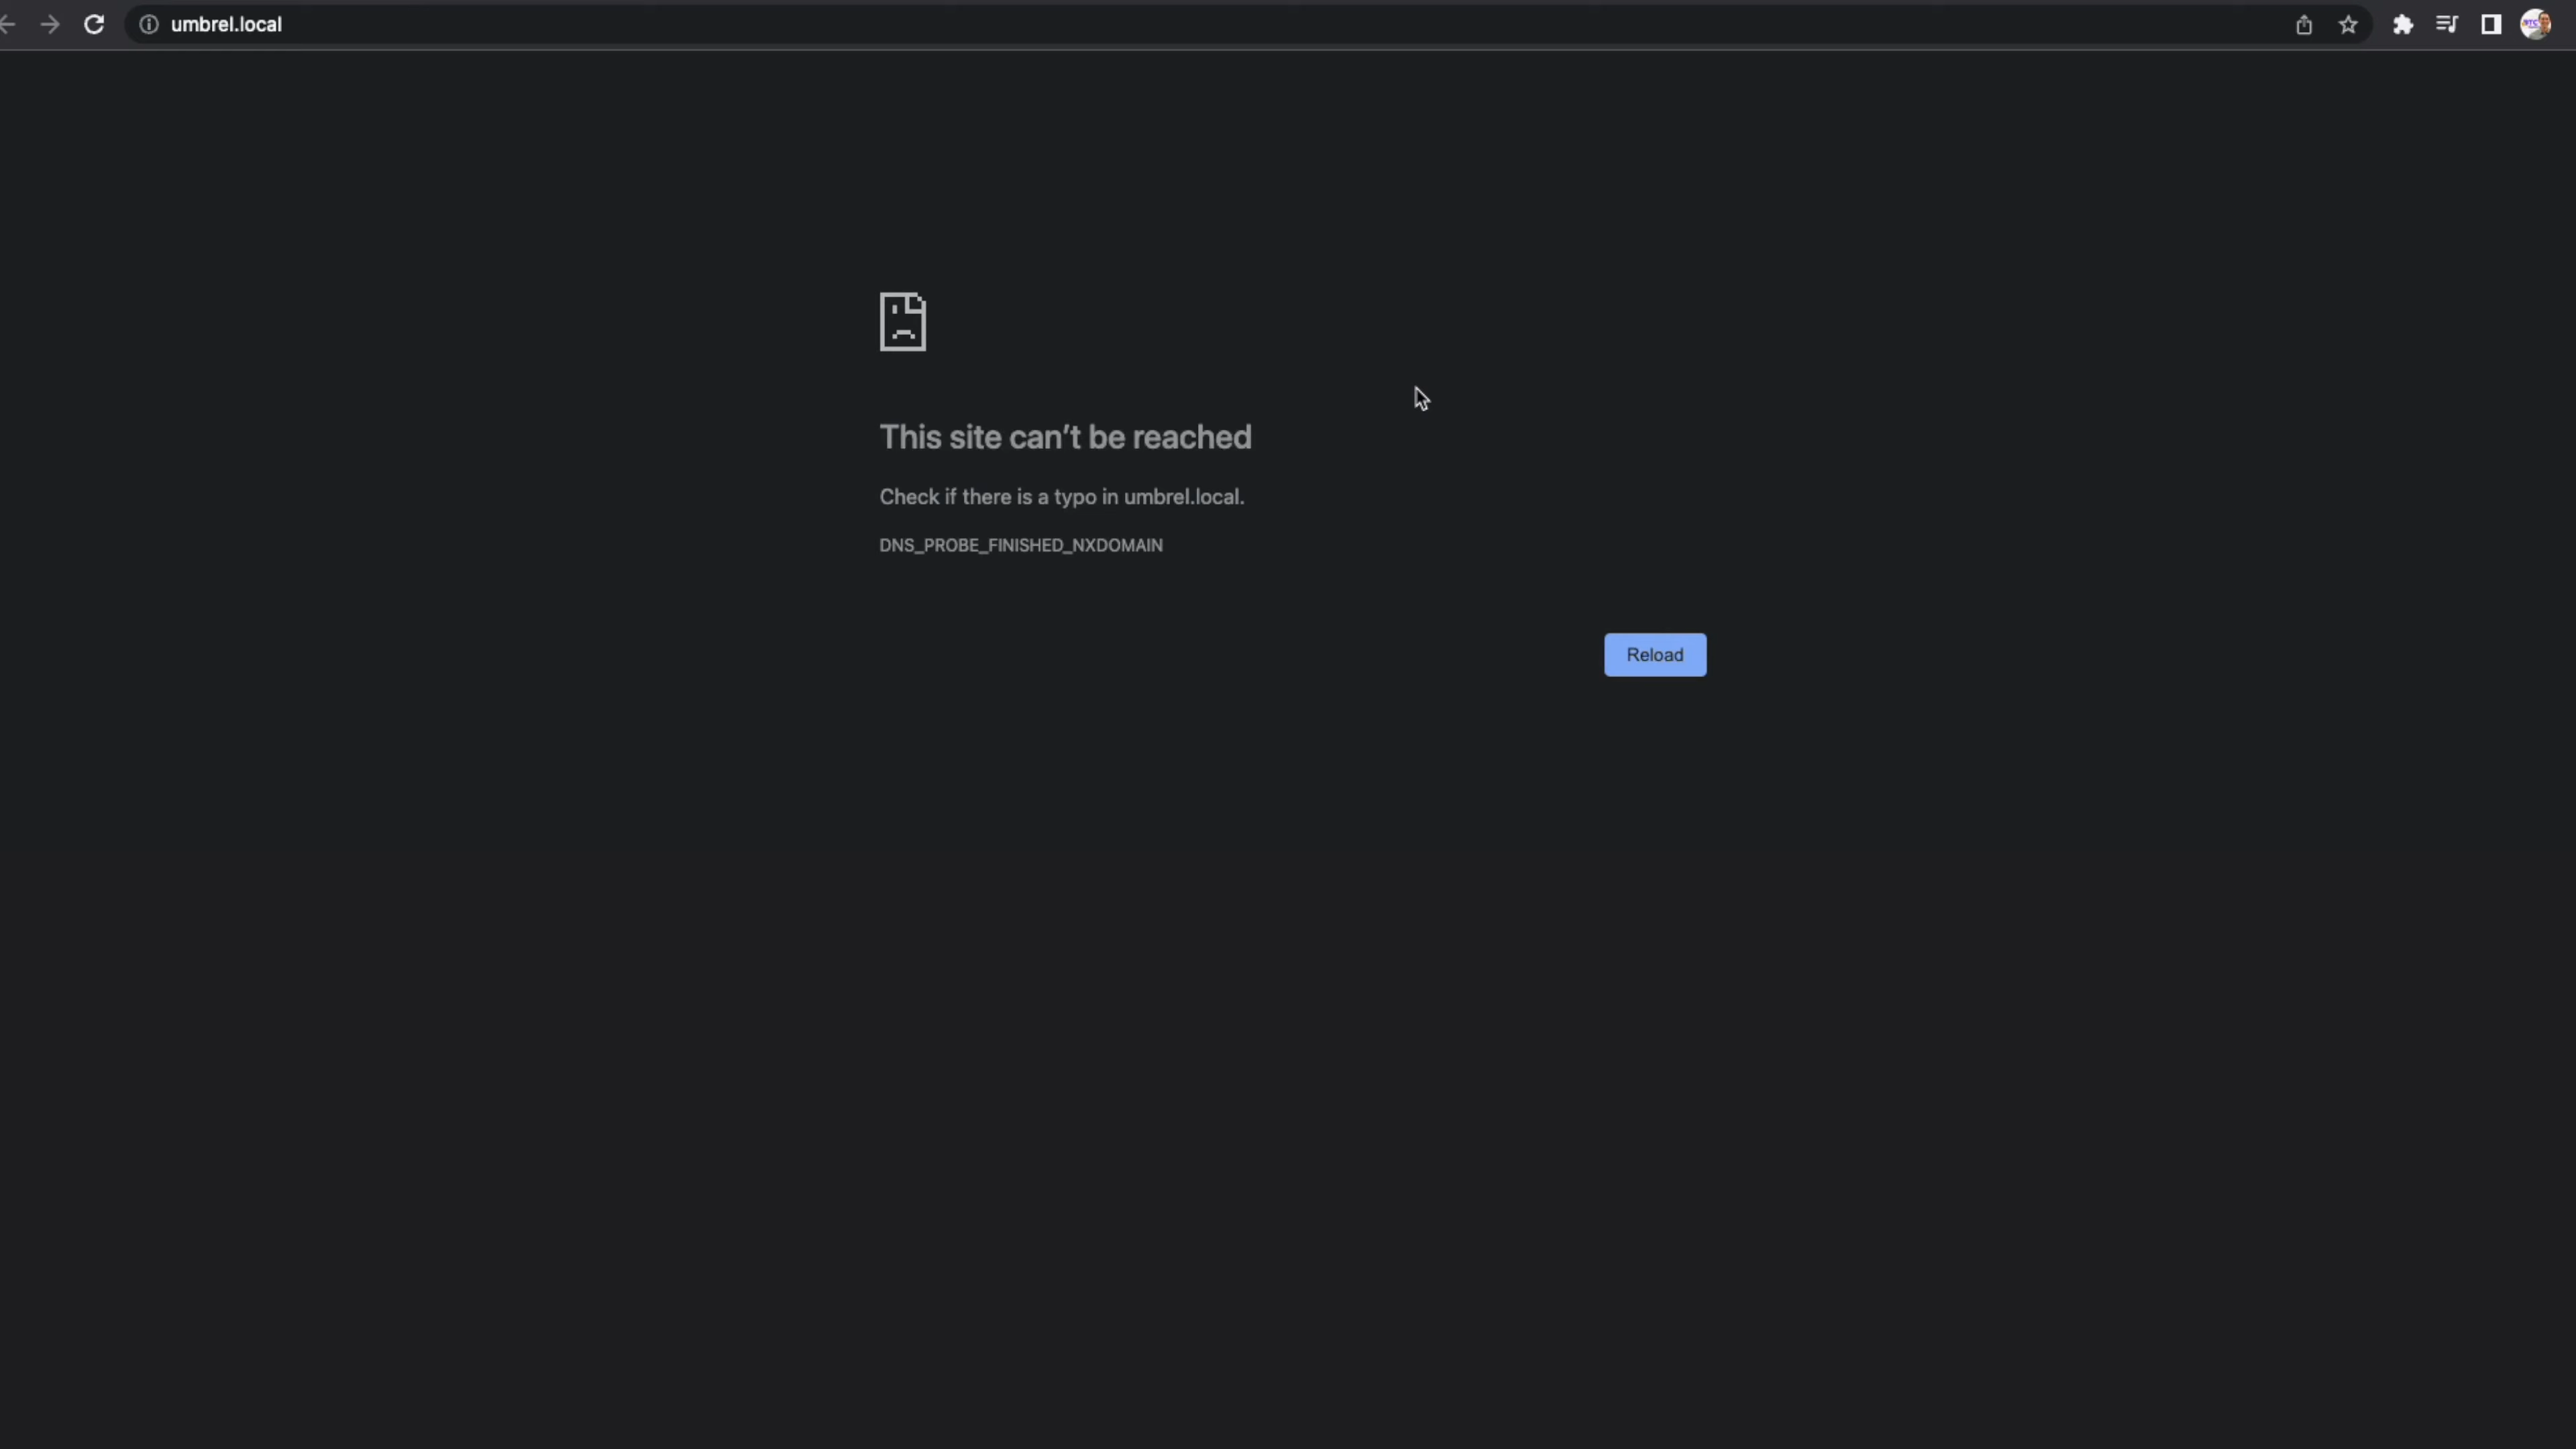 umbrel.local
This site can’t be reached
Check if there is a typo in umbrel.local.
DNS_PROBE_FINISHED_NXDOMAIN
Reload